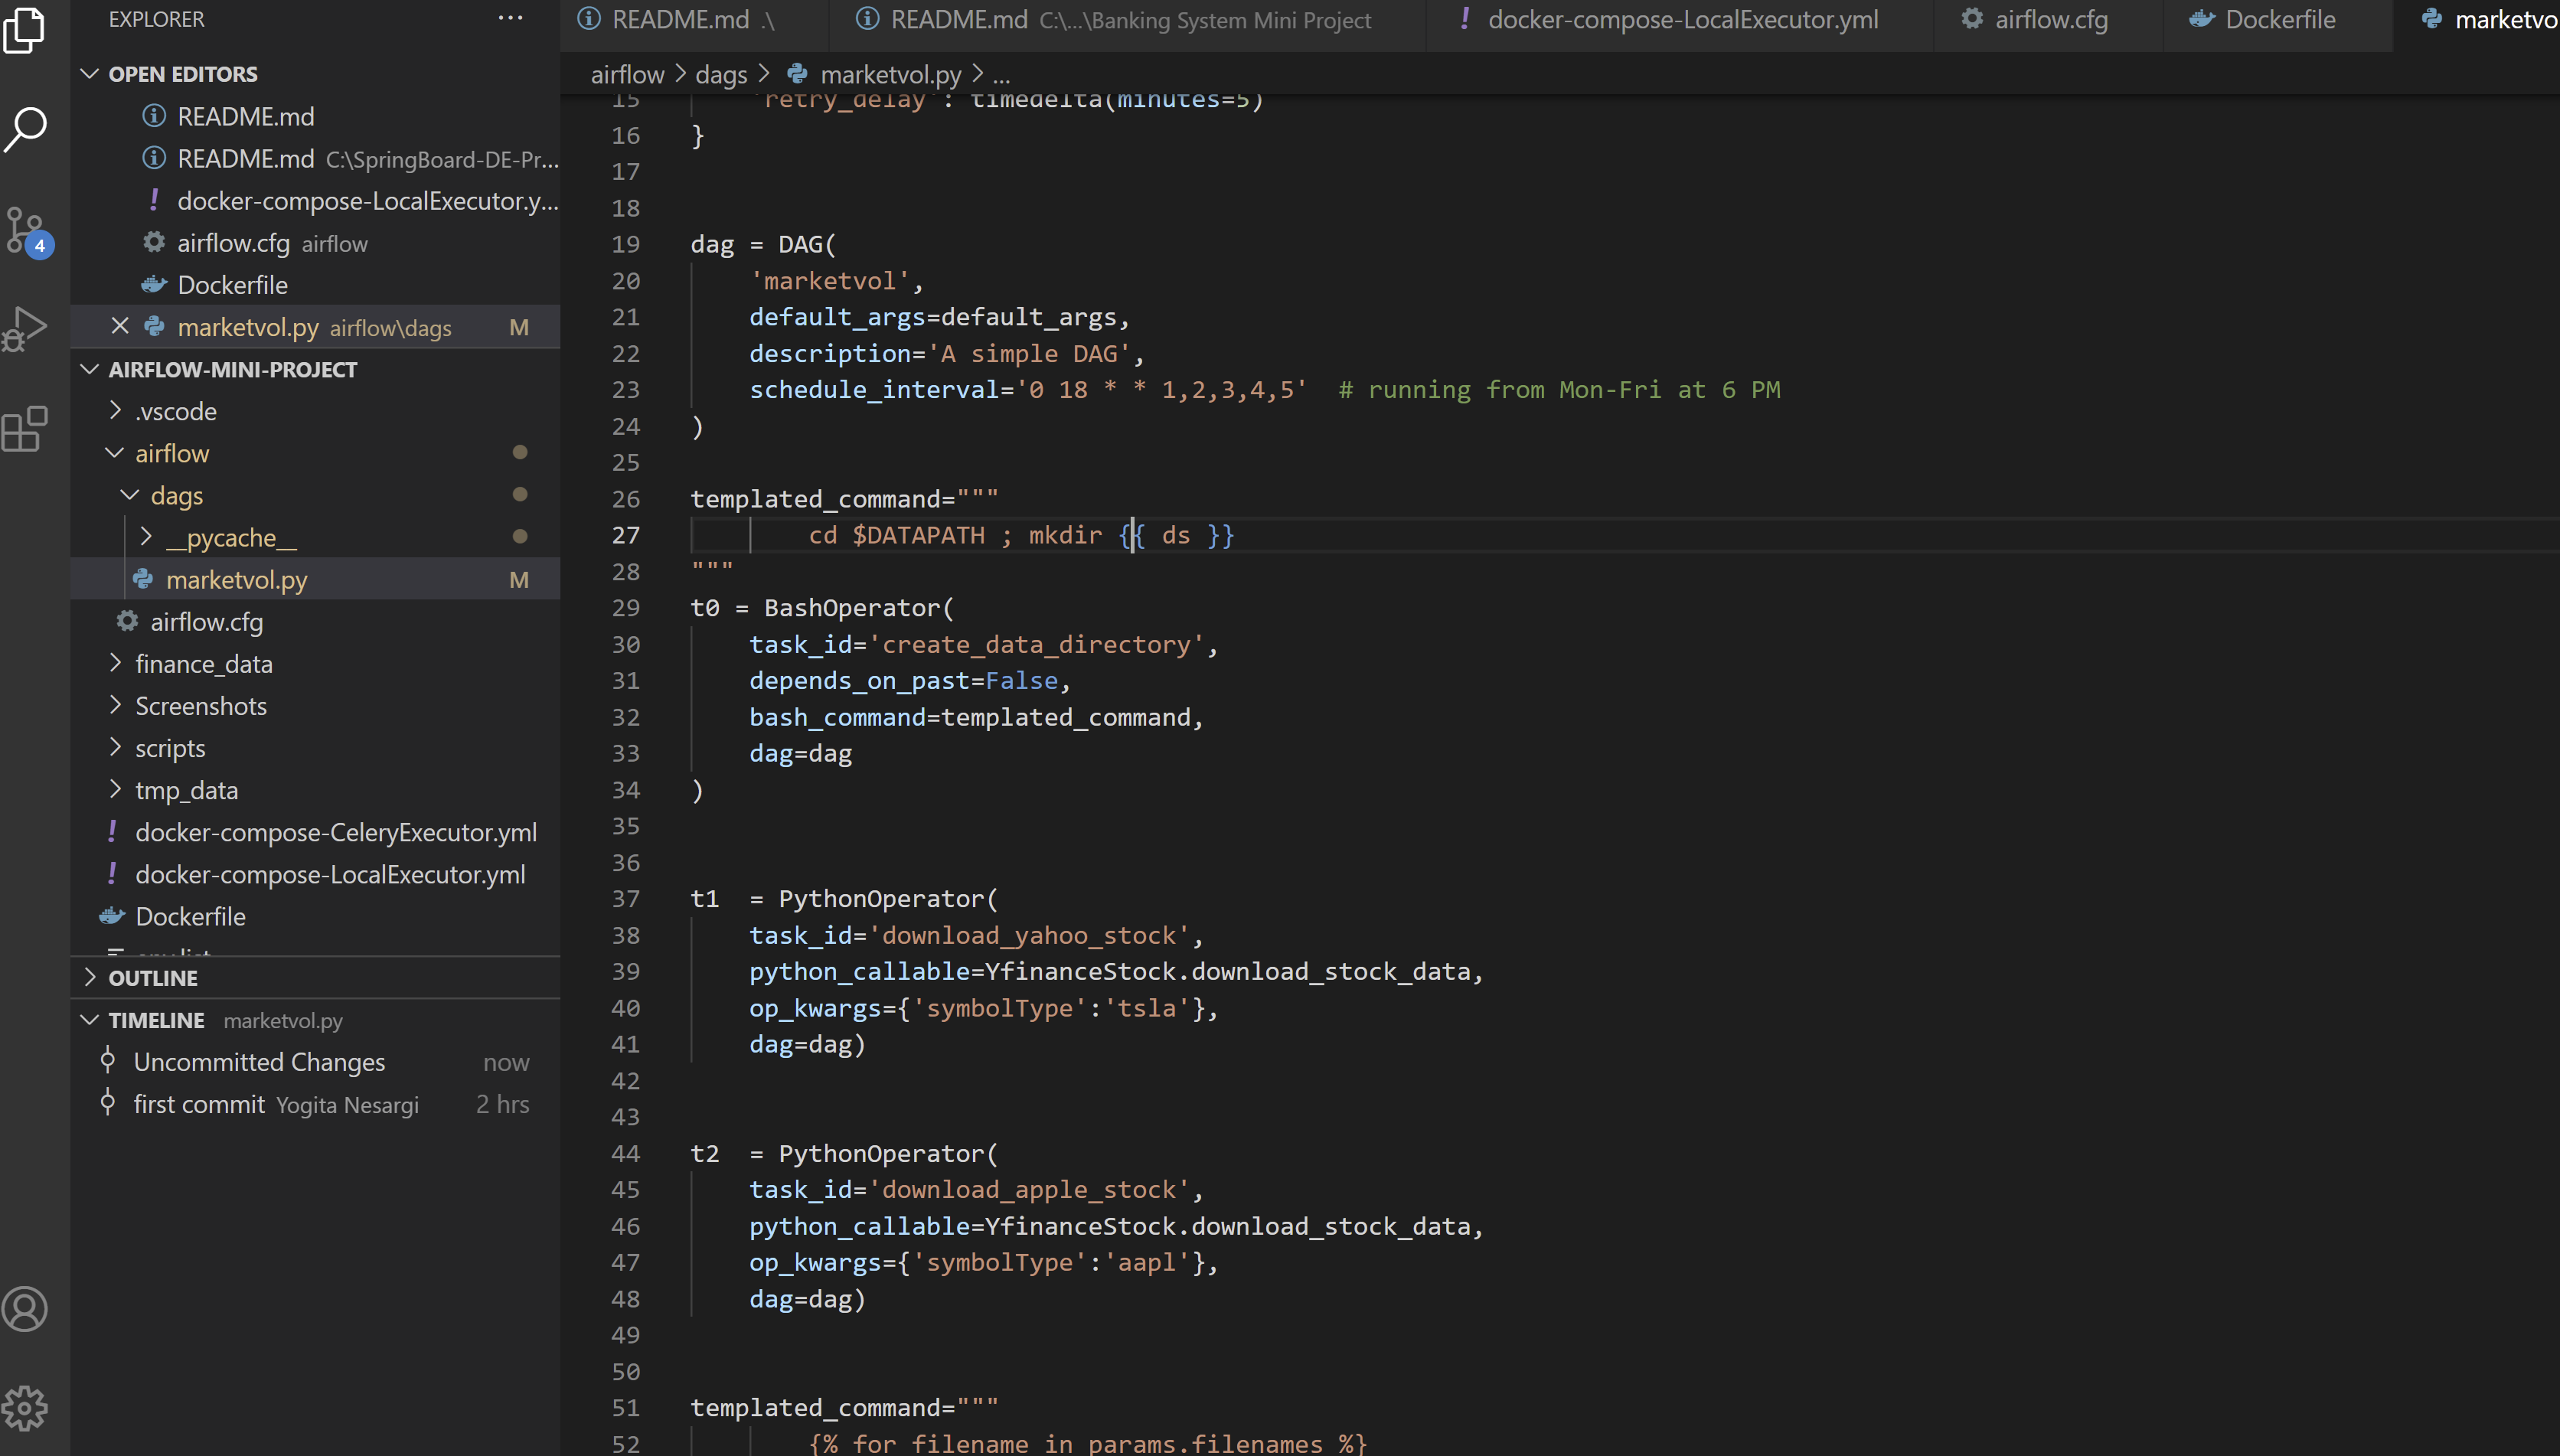 EXPLORER
OPEN EDITORS
README.md
README.md C:\SpringBoard-DE-Pr...
docker-compose-LocalExecutor.y...
airflow.cfg airflow
Dockerfile
marketvol.py airflow\dags M
AIRFLOW-MINI-PROJECT
.vscode
airflow
dags
__pycache__
marketvol.py M
airflow.cfg
finance_data
Screenshots
scripts
tmp_data
docker-compose-CeleryExecutor.yml
docker-compose-LocalExecutor.yml
Dockerfile
OUTLINE
TIMELINE marketvol.py
Uncommitted Changes now
first commit Yogita Nesargi 2 hrs
4
README.md .\ README.md C:\...\Banking System Mini Project docker-compose-LocalExecutor.yml airflow.cfg Dockerfile marketvo
airflow > dags > marketvol.py > ...
15 'retry_delay': timedelta(minutes=5)
16 }
17
18
19 dag = DAG(
20 'marketvol',
21 default_args=default_args,
22 description='A simple DAG',
23 schedule_interval='0 18 * * 1,2,3,4,5' # running from Mon-Fri at 6 PM
24 )
25
26 templated_command="""
27 cd $DATAPATH ; mkdir {{ ds }}
28 """
29 t0 = BashOperator(
30 task_id='create_data_directory',
31 depends_on_past=False,
32 bash_command=templated_command,
33 dag=dag
34 )
35
36
37 t1 = PythonOperator(
38 task_id='download_yahoo_stock',
39 python_callable=YfinanceStock.download_stock_data,
40 op_kwargs={'symbolType':'tsla'},
41 dag=dag)
42
43
44 t2 = PythonOperator(
45 task_id='download_apple_stock',
46 python_callable=YfinanceStock.download_stock_data,
47 op_kwargs={'symbolType':'aapl'},
48 dag=dag)
49
50
51 templated_command="""
52 {% for filename in params.filenames %}